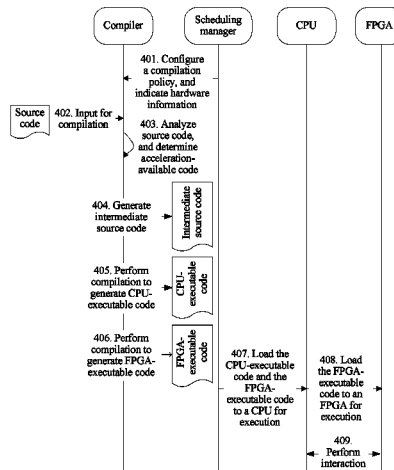 Compiler
Scheduling
manager
CPU
FPGA
401. Configure
a compilation
policy, and
indicate hardware
information
Source
code
402. Input for
compilation
403. Analyze
source code,
and determine
acceleration-
available code
404. Generate
intermediate
source code
Intermediate
source code
405. Perform
compilation to
generate CPU-
executable code
CPU-
executable
code
406. Perform
compilation to
generate FPGA-
executable code
FPGA-
executable
code
407. Load the
CPU-executable
code and the
FPGA-
executable code
to a CPU for
execution
408. Load
the FPGA-
executable
code to an
FPGA for
execution
409.
Perform
interaction